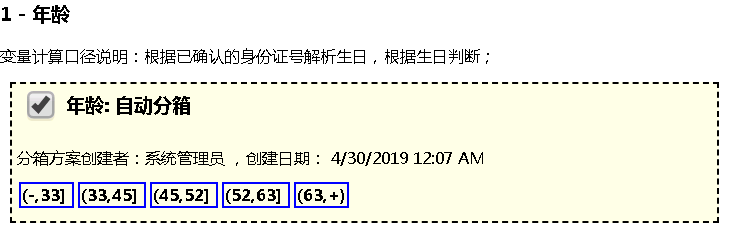 1 - 年龄
变量计算口径说明：根据已确认的身份证号解析生日，根据生日判断；
年龄: 自动分箱
分箱方案创建者：系统管理员 ，创建日期： 4/30/2019 12:07 AM
(-,33] (33,45] (45,52] (52,63] (63,+)